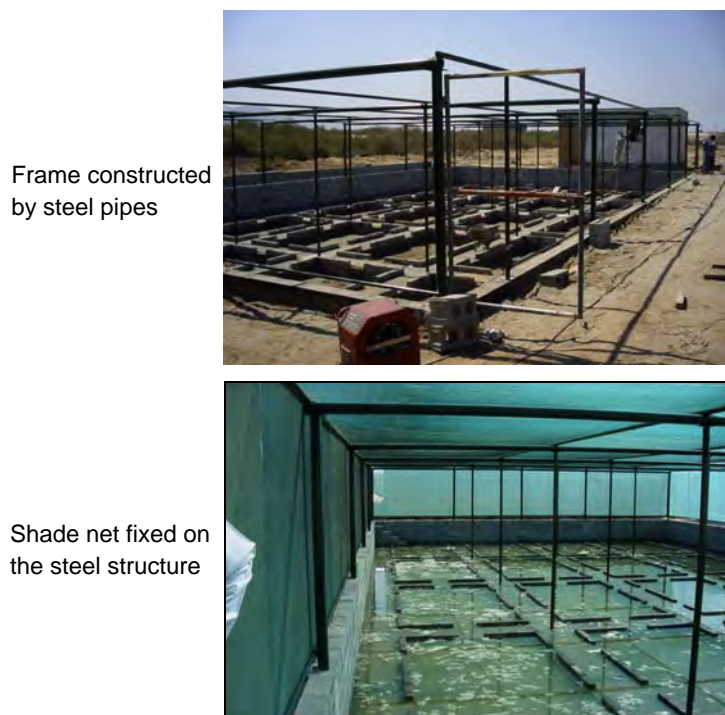 Frame constructed
by steel pipes
Shade net fixed on
the steel structure